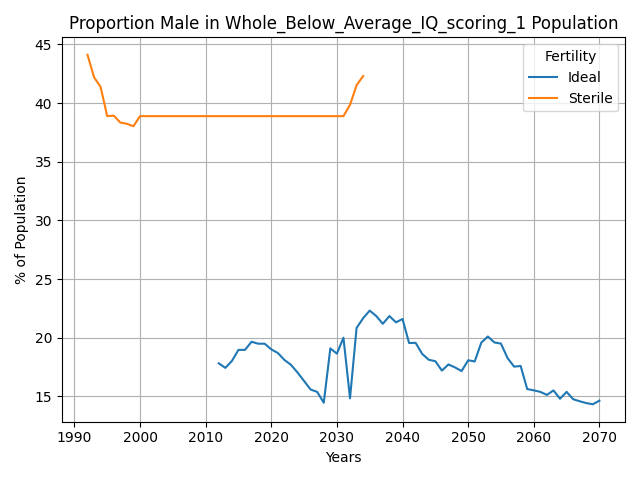 Proportion Male in Whole_Below_Average_IQ_scoring_1 Population
Fertility
Ideal
Sterile
% of Population
45
40
35
30
25
20
15
1990 2000 2010 2020 2030 2040 2050 2060 2070
Years